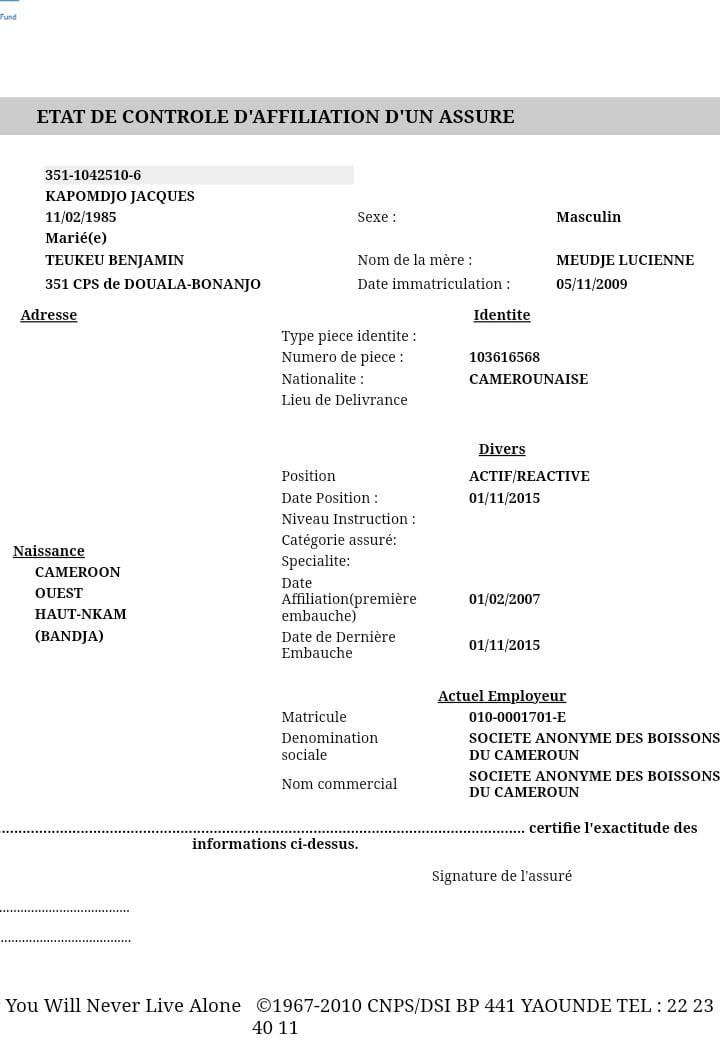 Fund
ETAT DE CONTROLE D'AFFILIATION D'UN ASSURE
351-1042510-6
KAPOMDJO JACQUES
11/02/1985 Sexe : Masculin
Marié(e)
TEUKEU BENJAMIN Nom de la mère : MEUDJE LUCIENNE
351 CPS de DOUALA-BONANJO Date immatriculation : 05/11/2009
Adresse Identite
Type piece identite :
Numero de piece : 103616568
Nationalite : CAMEROUNAISE
Lieu de Delivrance
Divers
Position ACTIF/REACTIVE
Date Position : 01/11/2015
Niveau Instruction :
Catégorie assuré:
Naissance
Specialite:
CAMEROON
OUEST
HAUT-NKAM
(BANDJA)
Date
Affiliation(première 01/02/2007
embauche)
Date de Dernière
Embauche 01/11/2015
Actuel Employeur
Matricule 010-0001701-E
Denomination
sociale
SOCIETE ANONYME DES BOISSONS
DU CAMEROUN
Nom commercial
SOCIETE ANONYME DES BOISSONS
DU CAMEROUN
certifie l'exactitude des
informations ci-dessus.
Signature de l'assuré
You Will Never Live Alone ©1967-2010 CNPS/DSI BP 441 YAOUNDE TEL : 22 23
40 11